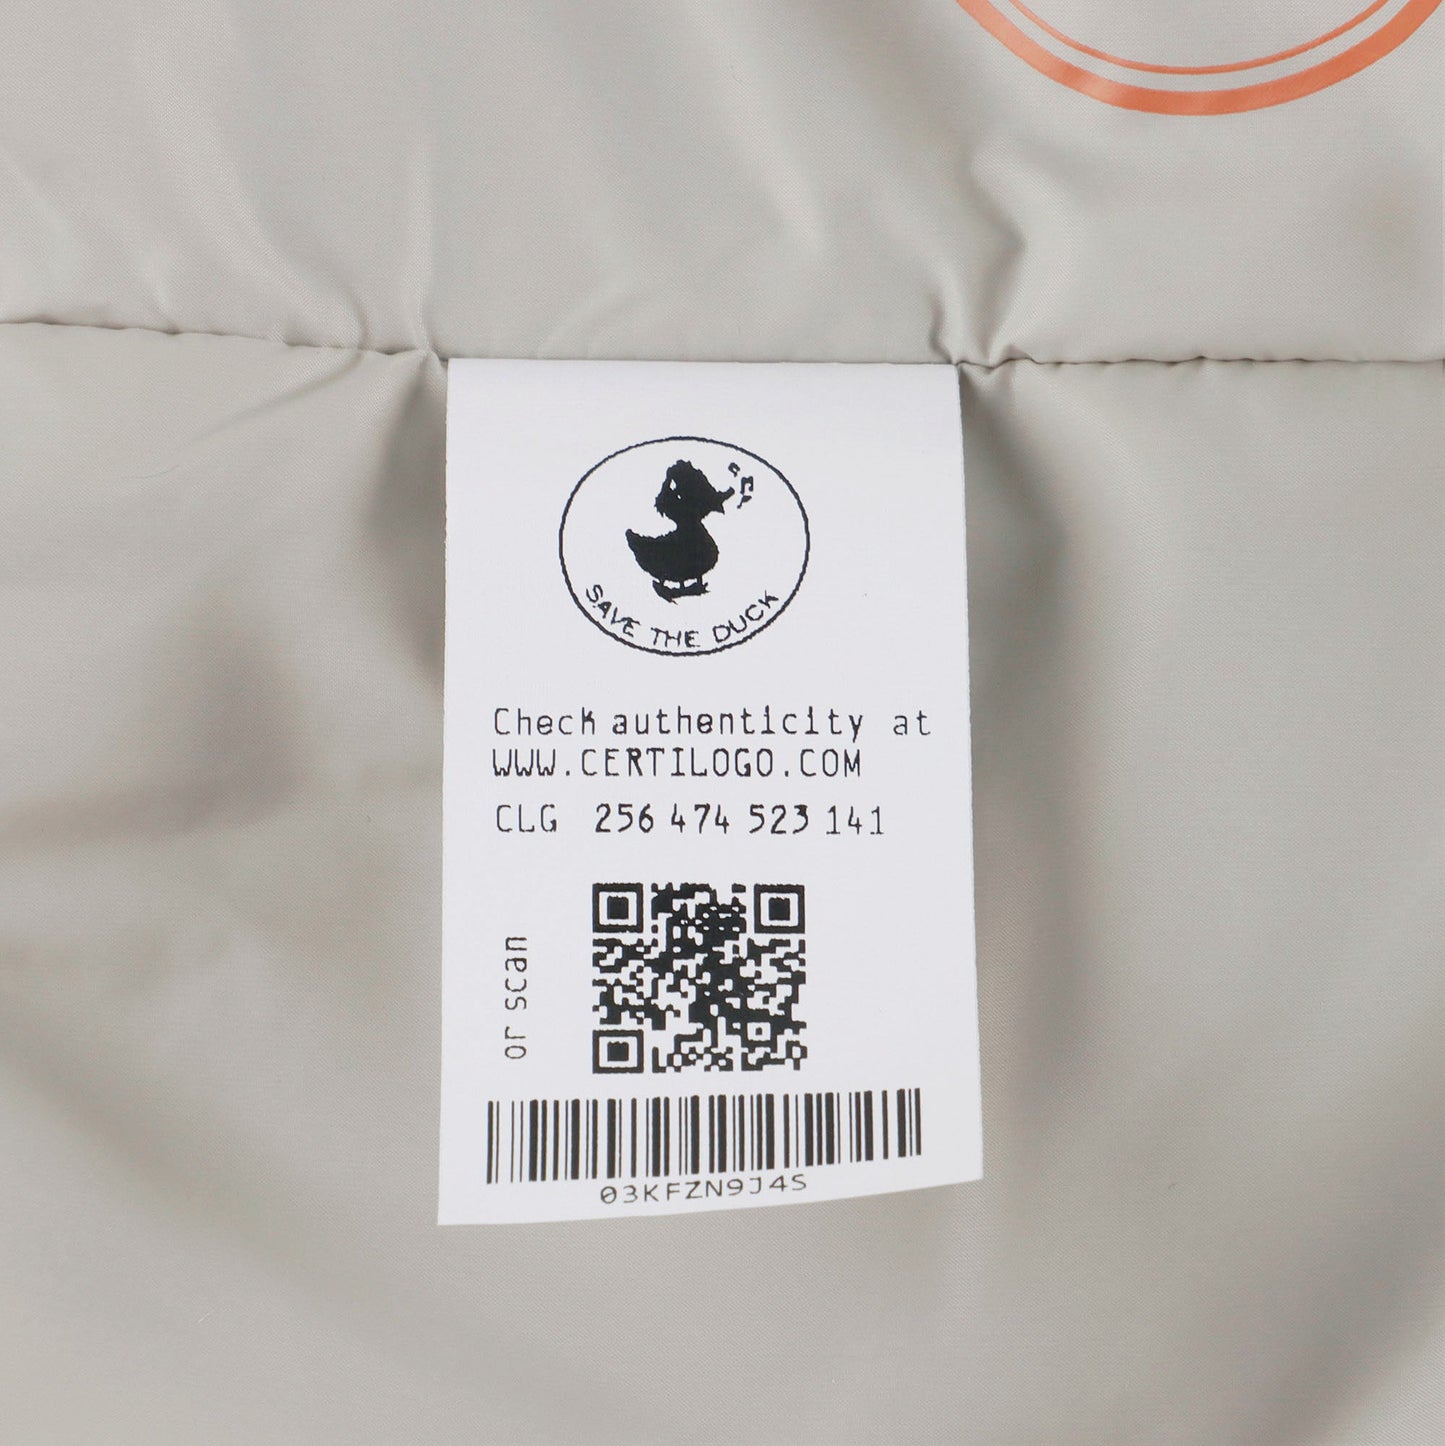 SAVE THE DUCK
Check authenticity at
WWW.CERTILOGO.COM
CLG 256 474 523 141
or scan
03KFZN9J4S